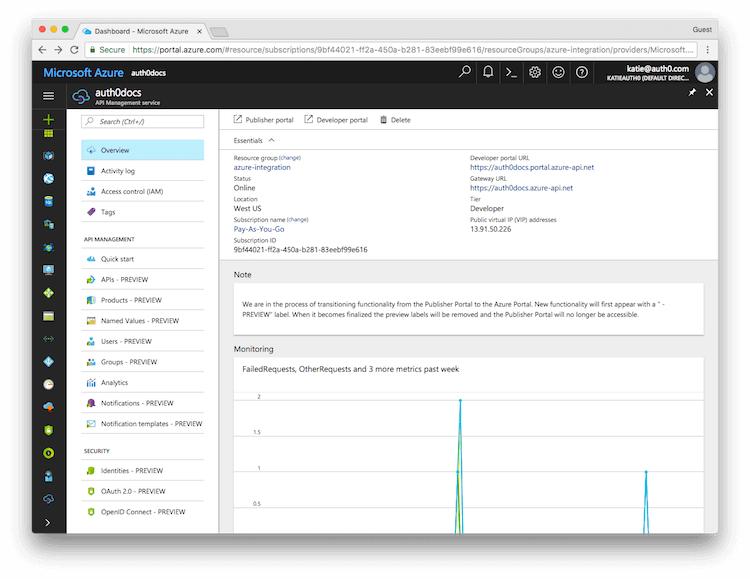 Dashboard - Microsoft Azure
Guest
Secure https://portal.azure.com/#resource/subscriptions/9bf44021-ff2a-450a-b281-83eebf99e616/resourceGroups/azure-integration/providers/Microsoft....
Microsoft Azure auth0docs
katie@auth0.com
KATIEAUTH0 (DEFAULT DIREC...
auth0docs
API Management service
Search (Ctrl+/)
Overview
Activity log
Access control (IAM)
Tags
API MANAGEMENT
Quick start
APIs - PREVIEW
Products - PREVIEW
Named Values - PREVIEW
Users - PREVIEW
Groups - PREVIEW
Analytics
Notifications - PREVIEW
Notification templates - PREVIEW
SECURITY
Identities - PREVIEW
OAuth 2.0 - PREVIEW
OpenID Connect - PREVIEW
Publisher portal Developer portal Delete
Essentials
Resource group (change)
azure-integration
Status
Online
Location
West US
Subscription name (change)
Pay-As-You-Go
Subscription ID
9bf44021-ff2a-450a-b281-83eebf99e616
Developer portal URL
https://auth0docs.portal.azure-api.net
Gateway URL
https://auth0docs.azure-api.net
Tier
Developer
Public virtual IP (VIP) addresses
13.91.50.226
Note
We are in the process of transitioning functionality from the Publisher Portal to the Azure Portal. New functionality will first appear with a " -
PREVIEW" label. When it becomes finalized the preview labels will be removed and the Publisher Portal will no longer be accessible.
Monitoring
FailedRequests, OtherRequests and 3 more metrics past week
2
1.5
1
0.5